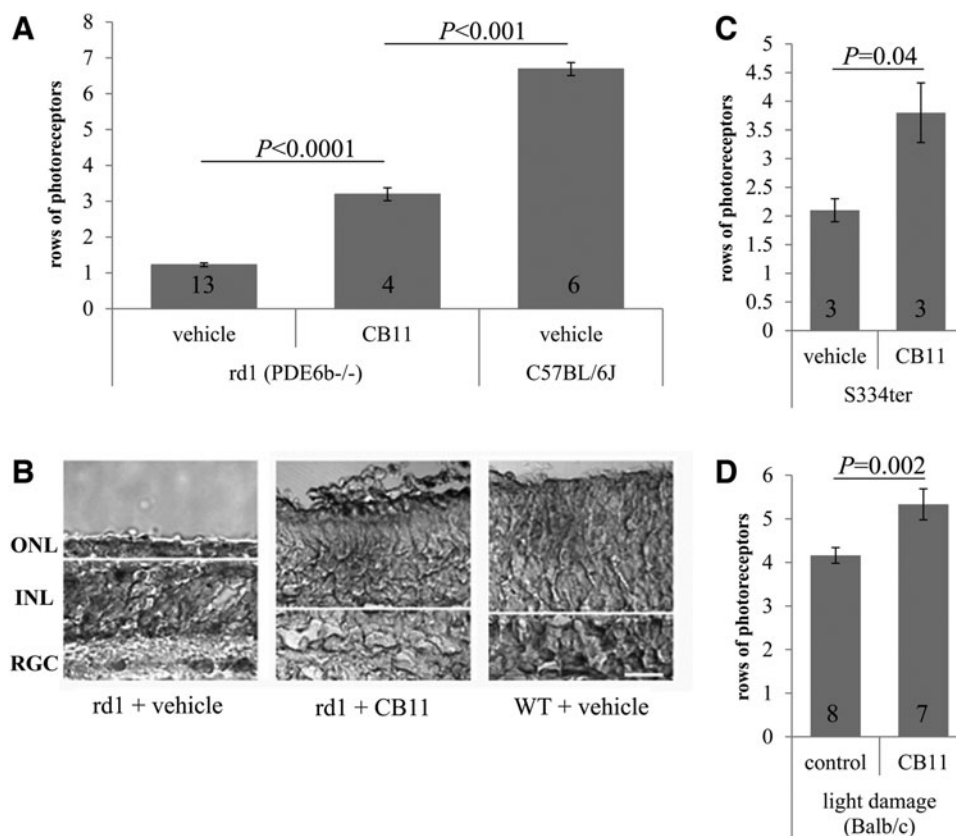 A
P<0.001
P<0.0001
8
7
6
5
4
3
2
1
0
rows of photoreceptors
13
4
6
vehicle
CB11
vehicle
rd1 (PDE6b-/-)
C57BL/6J
B
ONL
INL
RGC
rd1 + vehicle
rd1 + CB11
WT + vehicle
C
P=0.04
5
4.5
4
3.5
3
2.5
2
1.5
1
0.5
0
rows of photoreceptors
3
3
vehicle
CB11
S334ter
D
P=0.002
6
5
4
3
2
1
0
rows of photoreceptors
8
7
control
CB11
light damage
(Balb/c)